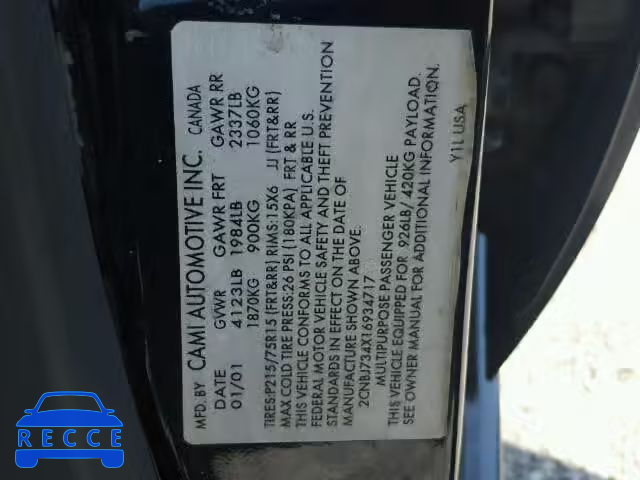 MFD. BY CAMI AUTOMOTIVE INC. CANADA
DATE GVWR GAWR FRT GAWR RR
01/01 4123LB 1984LB 2337LB
1870KG 900KG 1060KG
TIRES:P215/75R15 (FRT&RR) RIMS:15X6 JJ (FRT&RR)
MAX COLD TIRE PRESS:26 PSI (180KPA) FRT & RR
THIS VEHICLE CONFORMS TO ALL APPLICABLE U.S.
FEDERAL MOTOR VEHICLE SAFETY AND THEFT PREVENTION
STANDARDS IN EFFECT ON THE DATE OF
MANUFACTURE SHOWN ABOVE.
2CNBJ734X16934717
MULTIPURPOSE PASSENGER VEHICLE
THIS VEHICLE EQUIPPED FOR 926LB/ 420KG PAYLOAD.
SEE OWNER MANUAL FOR ADDITIONAL INFORMATION.
Y1L USA
RECCE